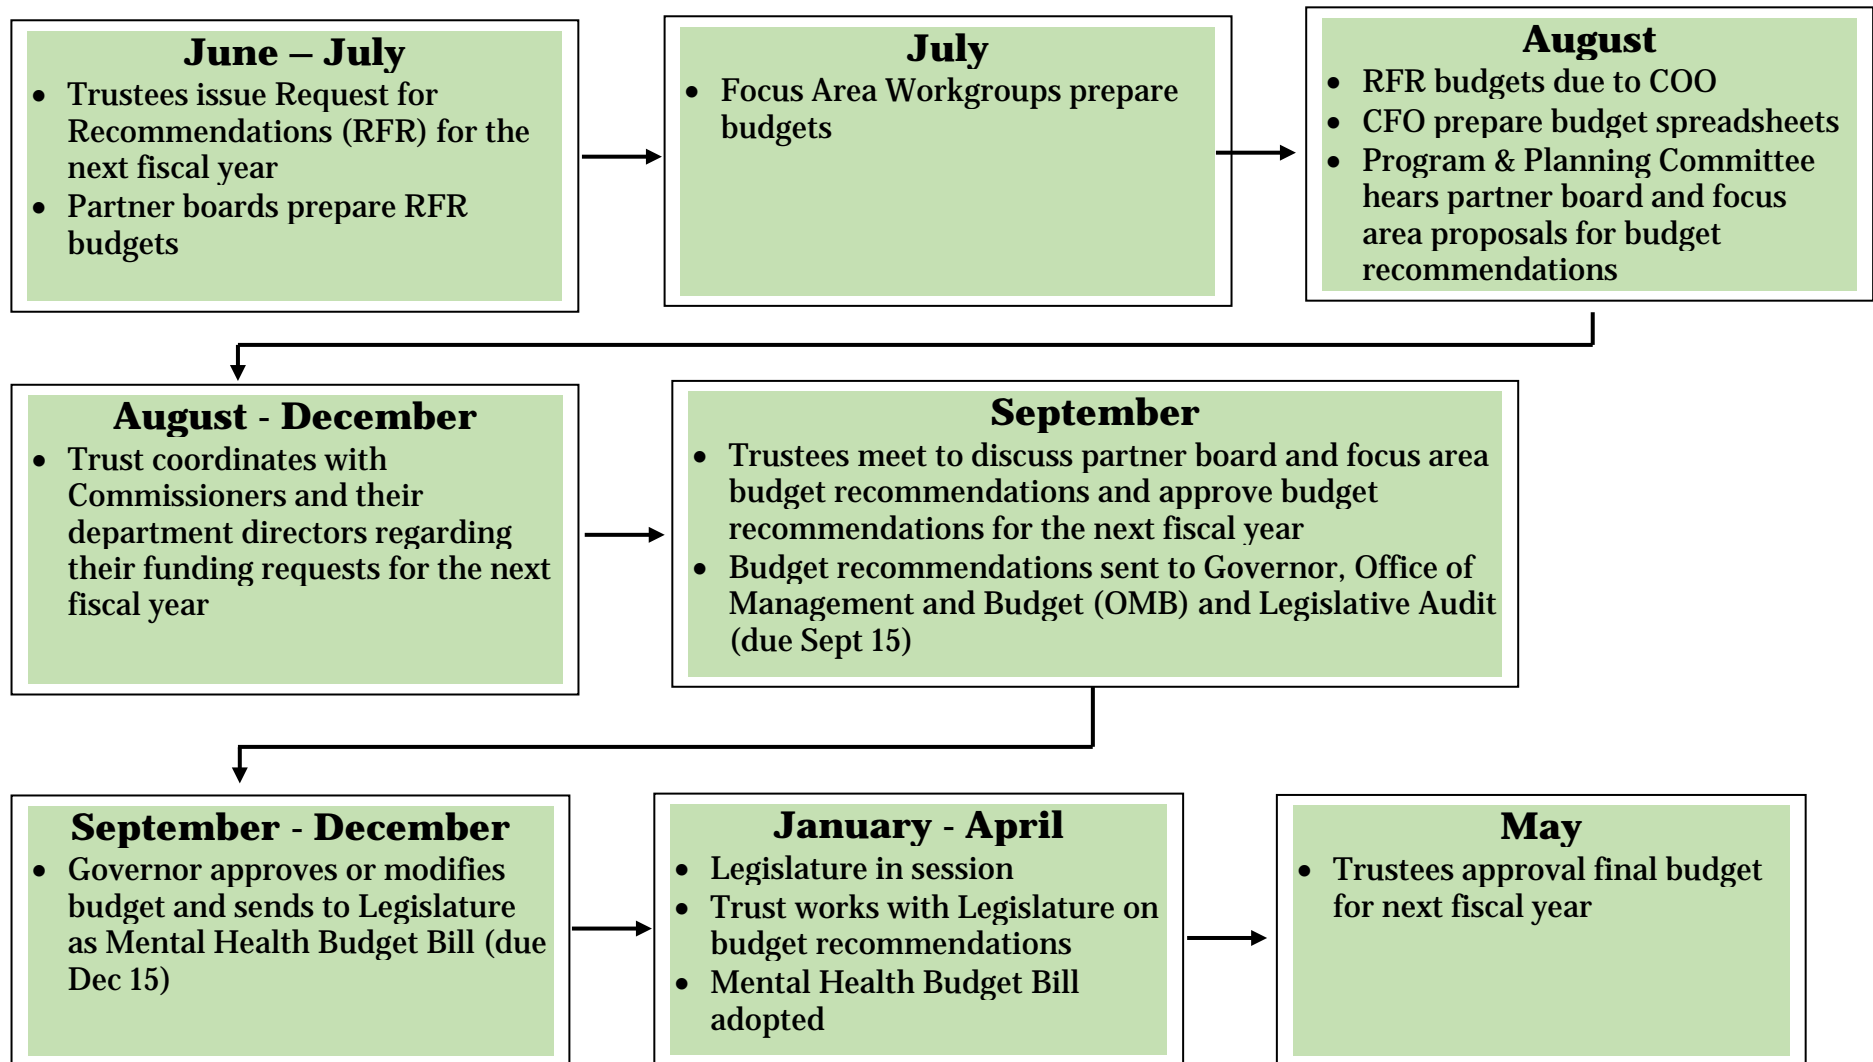 June – July
• Trustees issue Request for
Recommendations (RFR) for the
next fiscal year
• Partner boards prepare RFR
budgets
July
• Focus Area Workgroups prepare
budgets
August
• RFR budgets due to COO
• CFO prepare budget spreadsheets
• Program & Planning Committee
hears partner board and focus
area proposals for budget
recommendations
August - December
• Trust coordinates with
Commissioners and their
department directors regarding
their funding requests for the next
fiscal year
September
• Trustees meet to discuss partner board and focus area
budget recommendations and approve budget
recommendations for the next fiscal year
• Budget recommendations sent to Governor, Office of
Management and Budget (OMB) and Legislative Audit
(due Sept 15)
September - December
• Governor approves or modifies
budget and sends to Legislature
as Mental Health Budget Bill (due
Dec 15)
January - April
• Legislature in session
• Trust works with Legislature on
budget recommendations
• Mental Health Budget Bill
adopted
May
• Trustees approval final budget
for next fiscal year